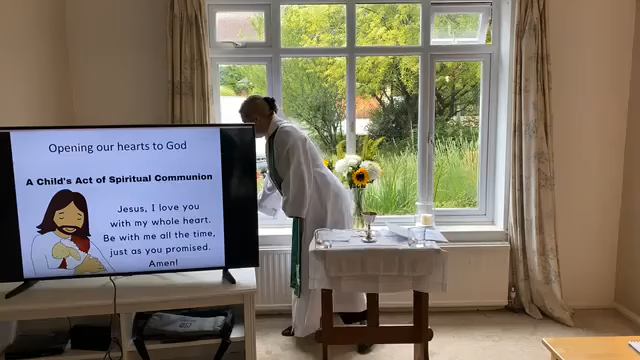 Opening our hearts to God
A Child's Act of Spiritual Communion
Jesus, I love you
with my whole heart.
Be with me all the time,
just as you promised.
Amen!